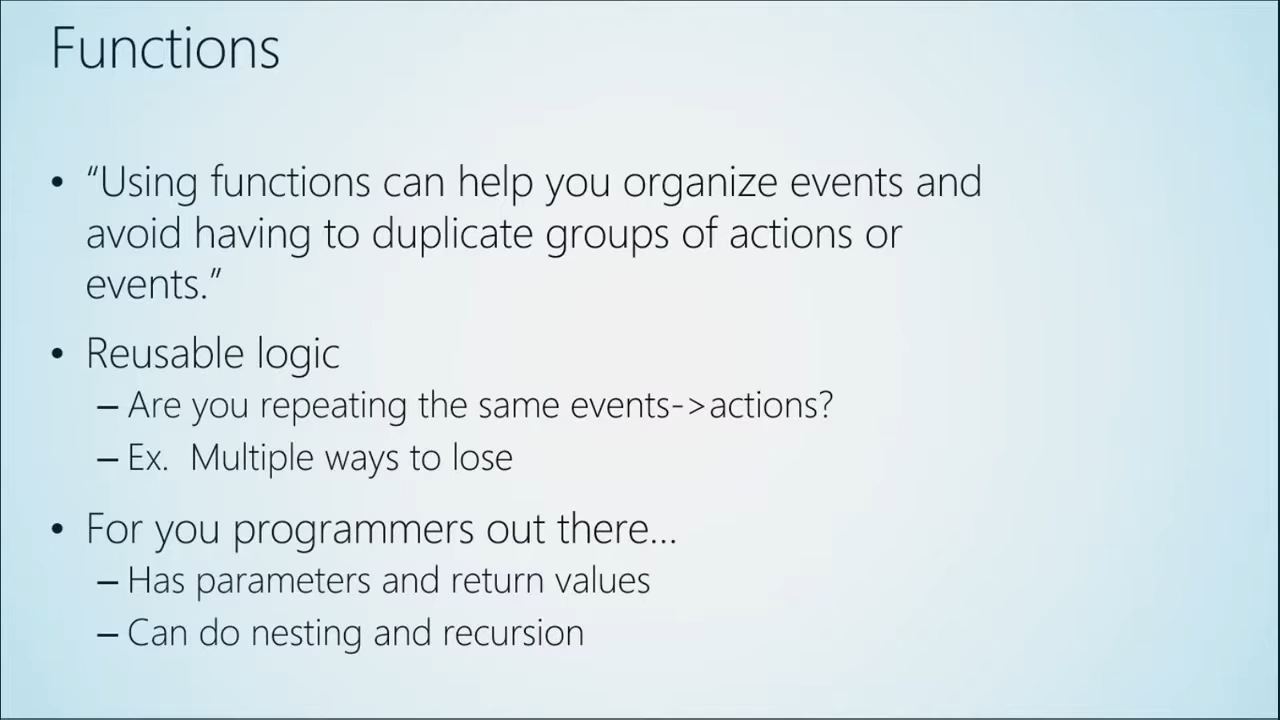 Functions
• “Using functions can help you organize events and
avoid having to duplicate groups of actions or
events.”
• Reusable logic
– Are you repeating the same events->actions?
– Ex.  Multiple ways to lose
• For you programmers out there...
– Has parameters and return values
– Can do nesting and recursion